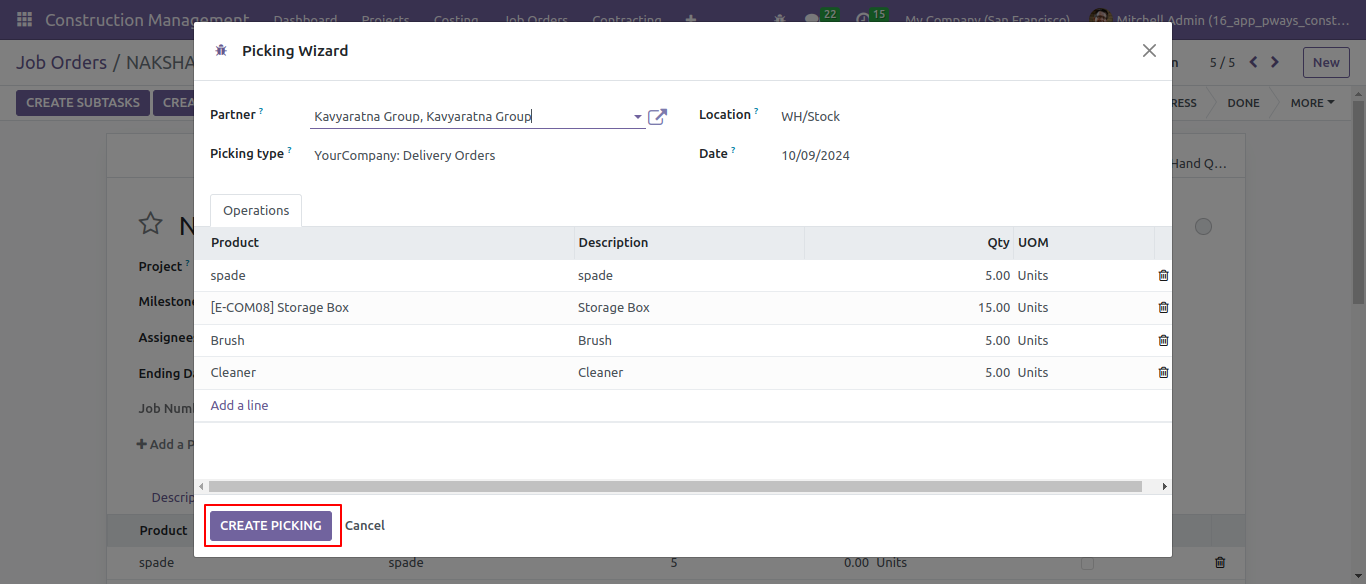 Construction Management Dashboard Projects Costing Job Orders Contracting 22 15 My Company (San Francisco) Mitchell Admin (16_app_pways_const...
Job Orders / NAKSHA
5 / 5 New
Picking Wizard
CREATE SUBTASKS DONE MORE
Partner ? Kavyaratna Group, Kavyaratna Group Location ? WH/Stock
Picking type ? YourCompany: Delivery Orders Date ? 10/09/2024
Hand Q...
Operations
Product Description Qty UOM
spade spade 5.00 Units
[E-COM08] Storage Box Storage Box 15.00 Units
Brush Brush 5.00 Units
Cleaner Cleaner 5.00 Units
Add a line
Project ?
Milestone
Assignee
Ending Da
Job Num
Add a P
Descrip
CREATE PICKING Cancel
Product
spade spade 5 0.00 Units